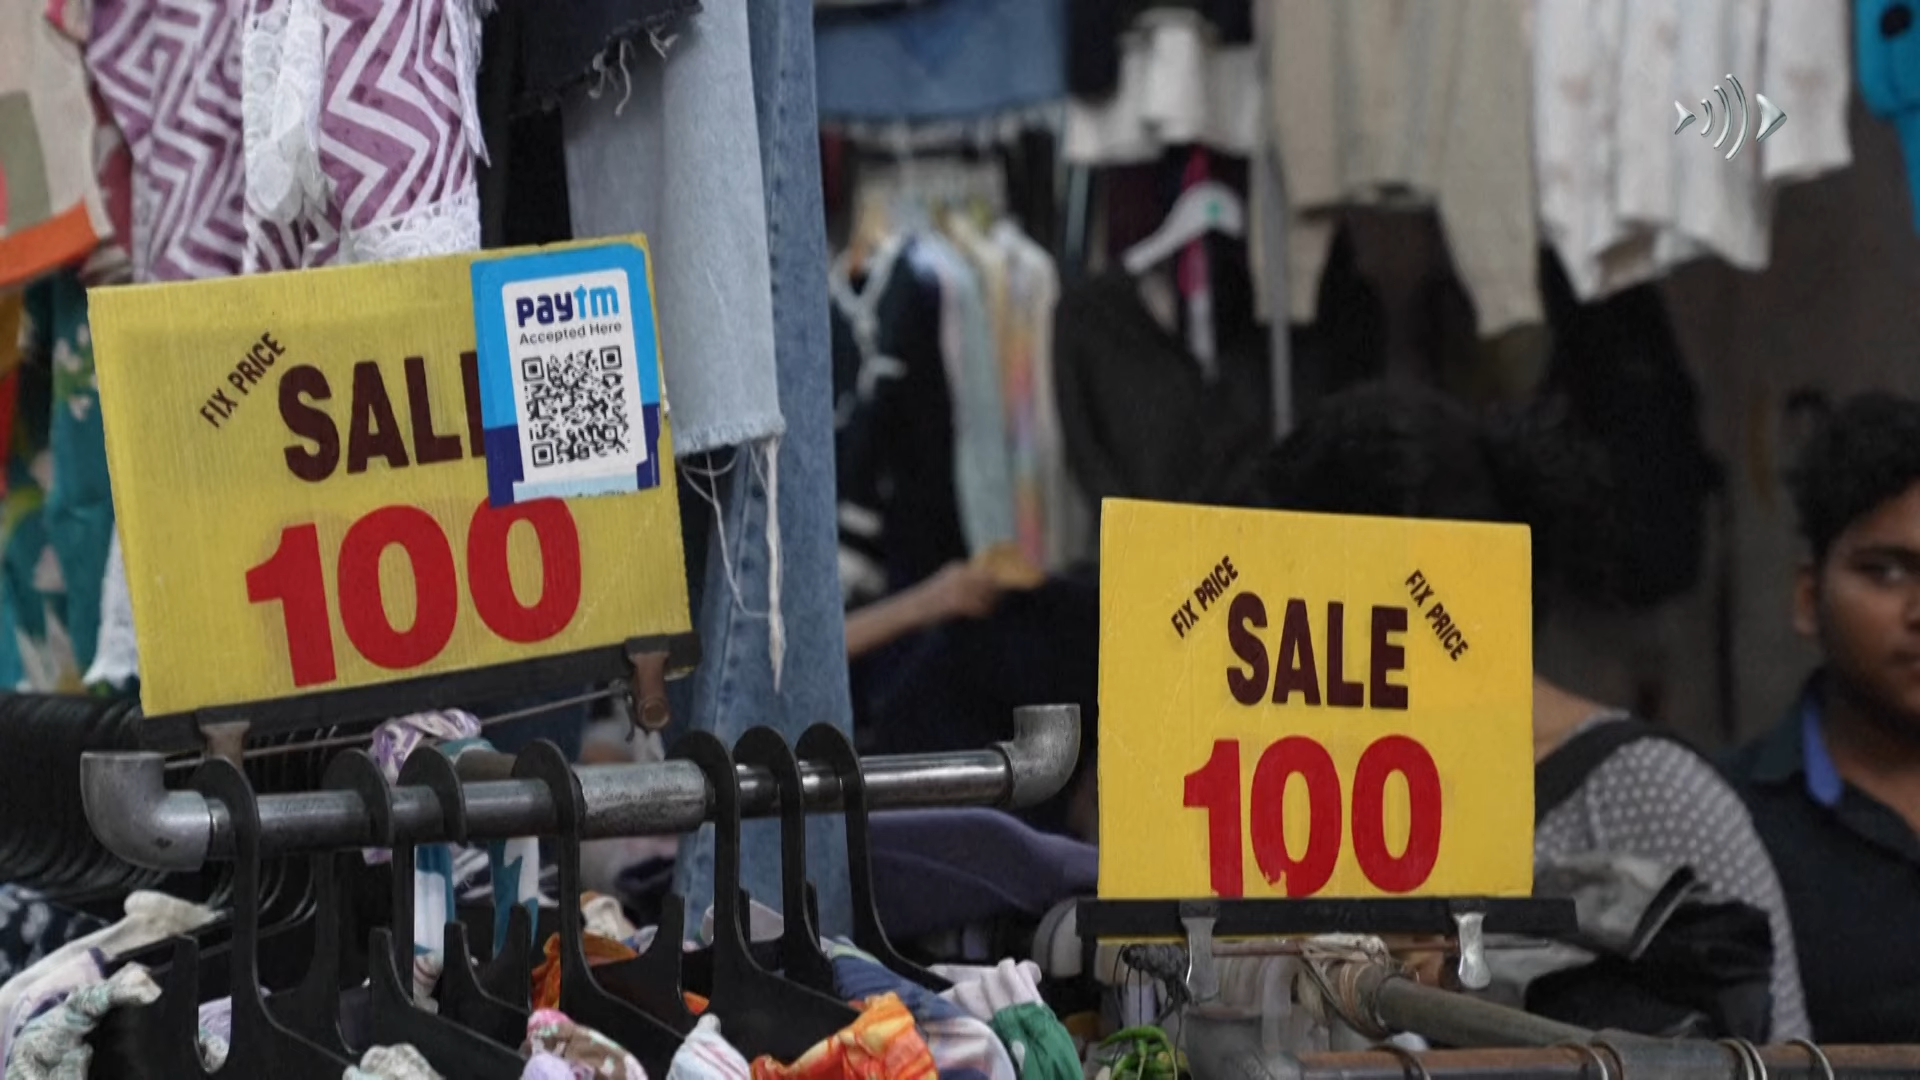 FIX PRICE
SAL
100
paytm
Accepted Here
FIX PRICE
FIX PRICE
SALE
100